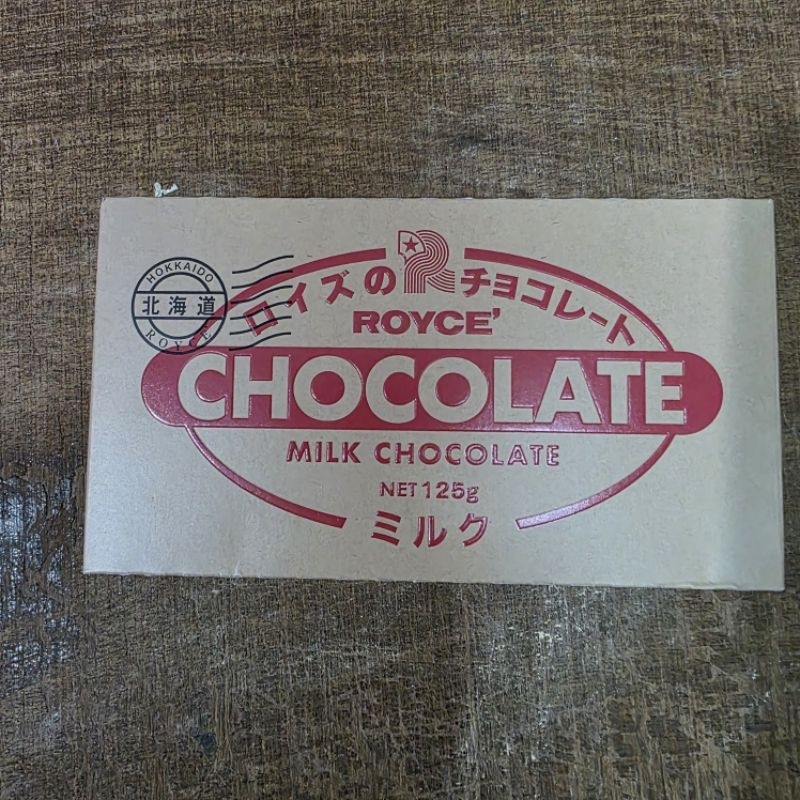 HOKKAIDO
北海道
ROYCE'
ロイズの R チョコレート
ROYCE'
CHOCOLATE
MILK CHOCOLATE
NET 125g
ミルク